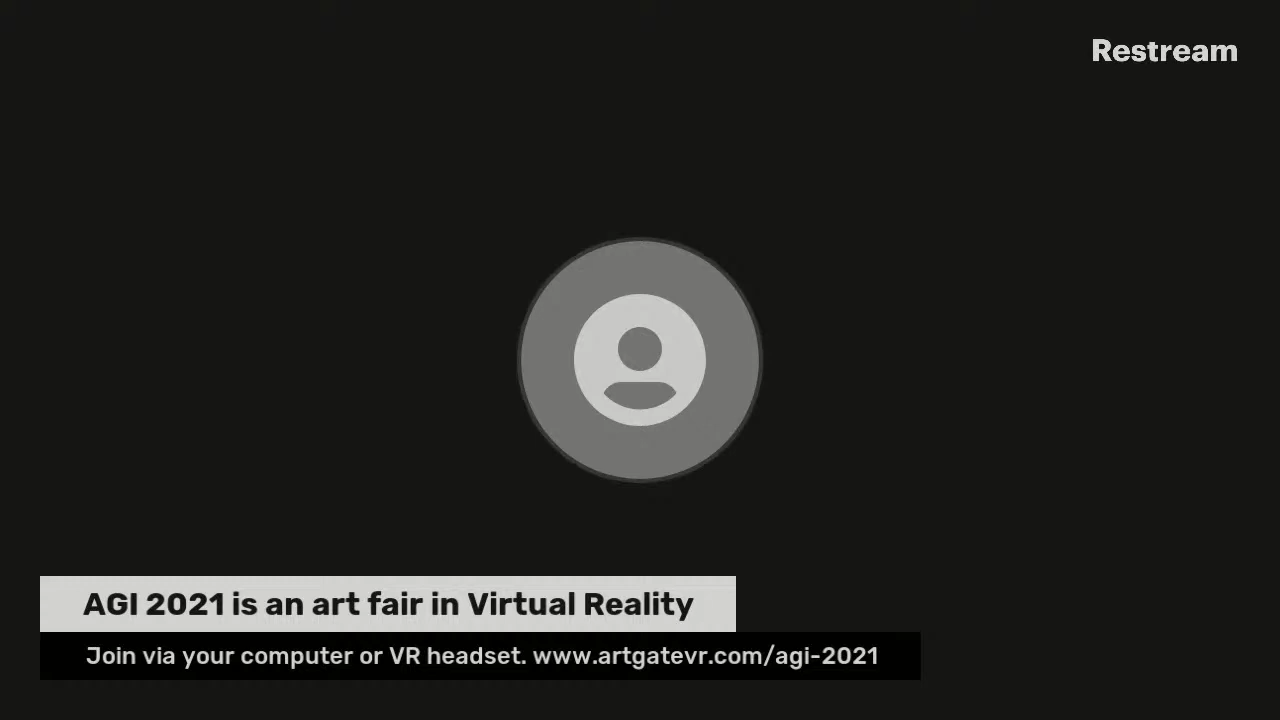 Restream
AGI 2021 is an art fair in Virtual Reality
Join via your computer or VR headset. www.artgatevr.com/agi-2021